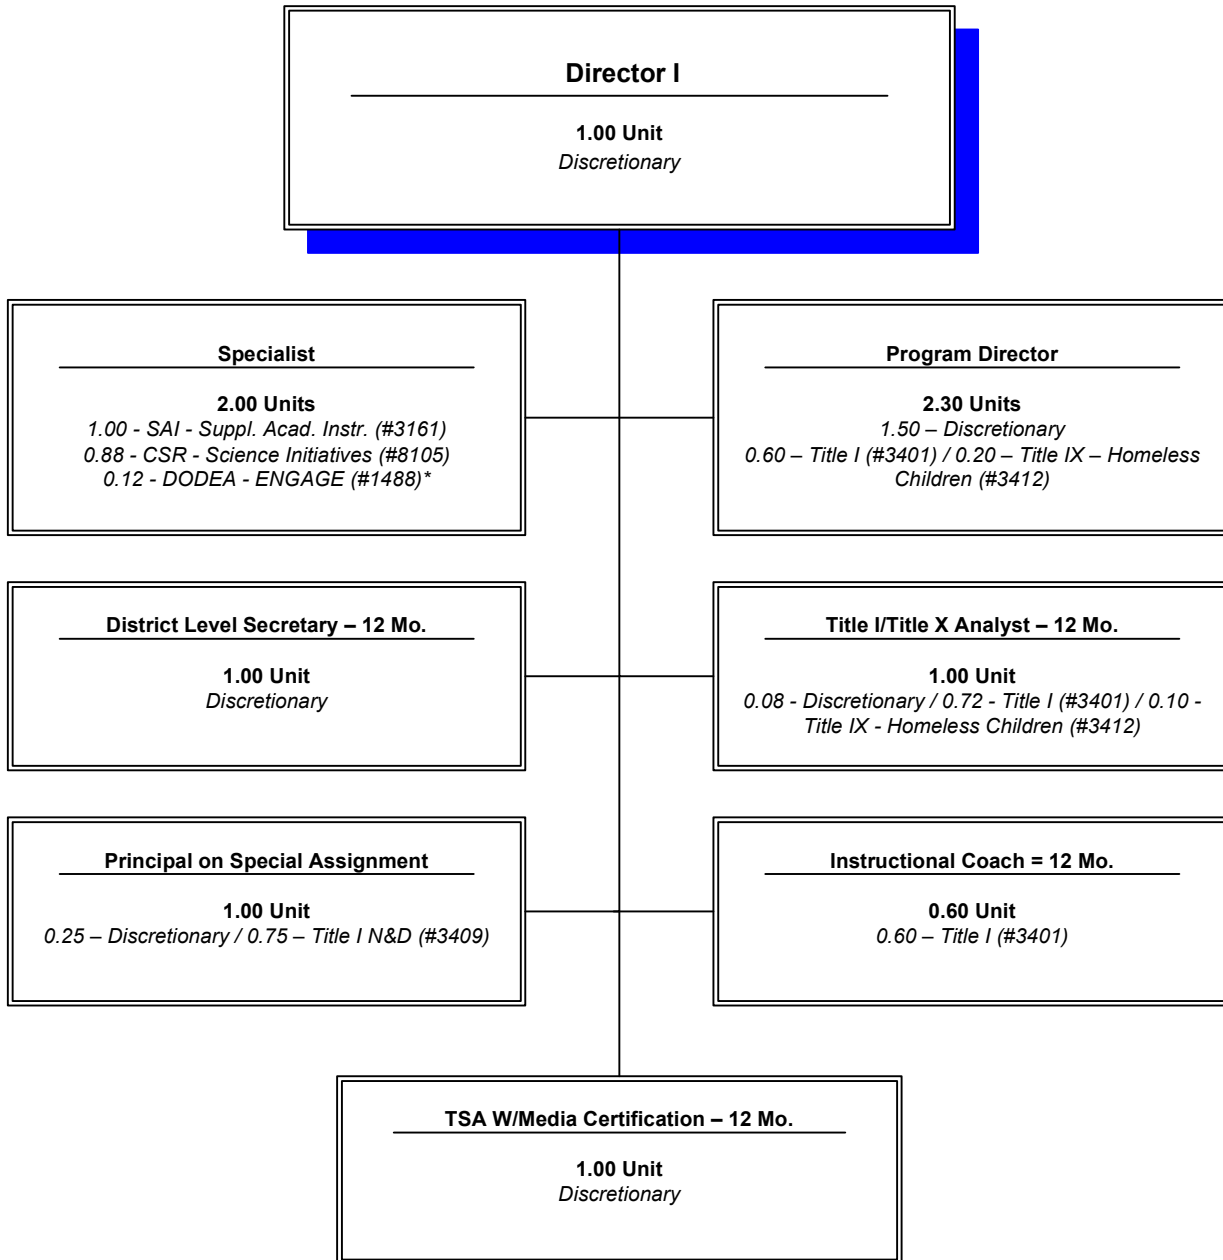 Director I
1.00 Unit
Discretionary
Specialist
2.00 Units
1.00 - SAI - Suppl. Acad. Instr. (#3161)
0.88 - CSR - Science Initiatives (#8105)
0.12 - DODEA - ENGAGE (#1488)*
Program Director
2.30 Units
1.50 – Discretionary
0.60 – Title I (#3401) / 0.20 – Title IX – Homeless
Children (#3412)
District Level Secretary – 12 Mo.
1.00 Unit
Discretionary
Title I/Title X Analyst – 12 Mo.
1.00 Unit
0.08 - Discretionary / 0.72 - Title I (#3401) / 0.10 -
Title IX - Homeless Children (#3412)
Principal on Special Assignment
1.00 Unit
0.25 – Discretionary / 0.75 – Title I N&D (#3409)
Instructional Coach = 12 Mo.
0.60 Unit
0.60 – Title I (#3401)
TSA W/Media Certification – 12 Mo.
1.00 Unit
Discretionary